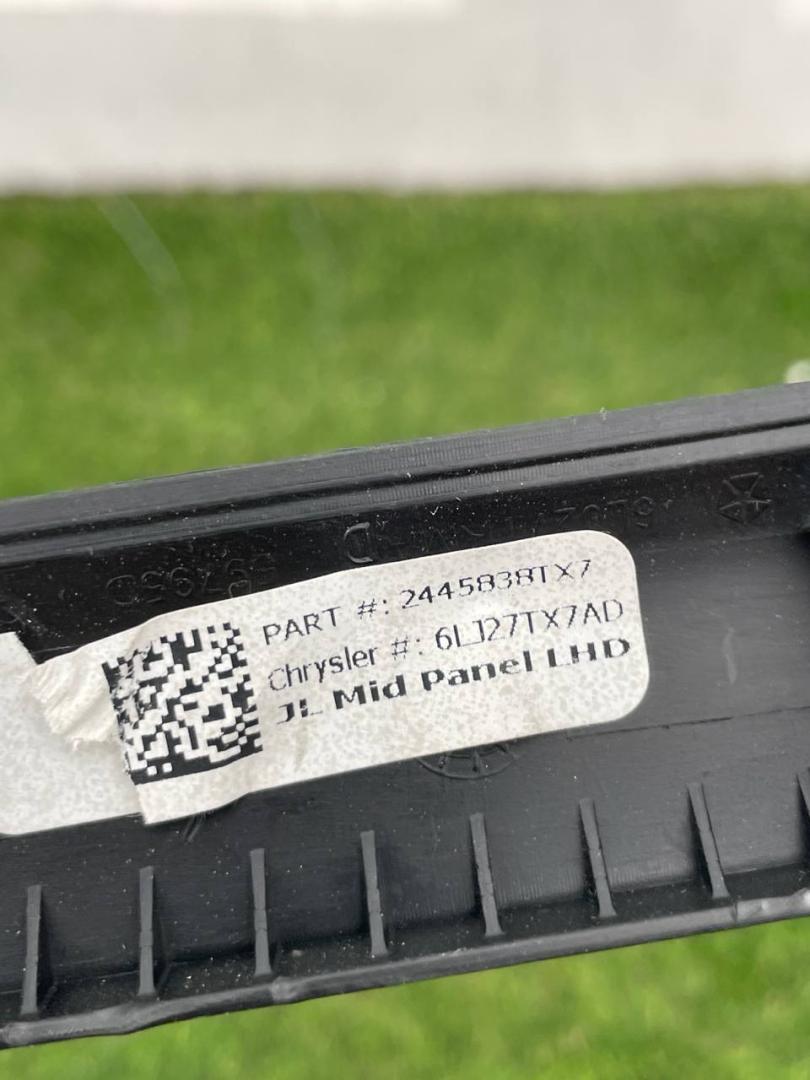 PART #: 2445838TX7
Chrysler #: 6LJ27TX7AD
JL Mid Panel LHD